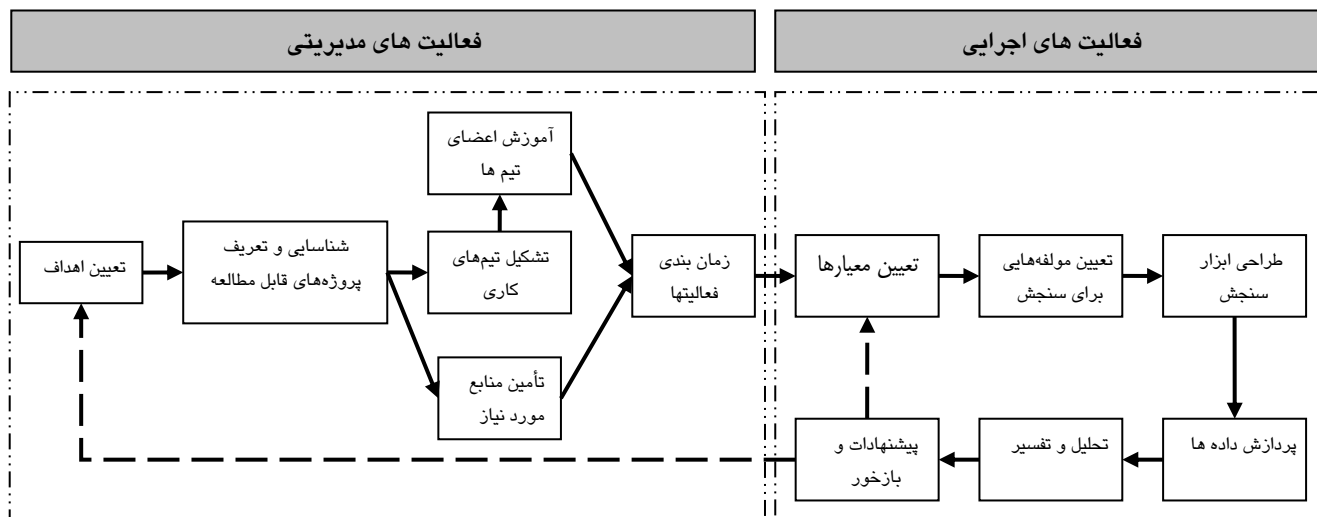 فعالیت های مدیریتی
فعالیت های اجرایی
آموزش اعضای
تیم ها
تعیین اهداف
شناسایی و تعریف
پروژه‌های قابل مطالعه
تشکیل تیم‌های
کاری
تأمین منابع
مورد نیاز
زمان بندی
فعالیتها
تعیین معیارها
تعیین مولفه‌هایی
برای سنجش
طراحی ابزار
سنجش
پردازش داده ها
تحلیل و تفسیر
پیشنهادات و
بازخور